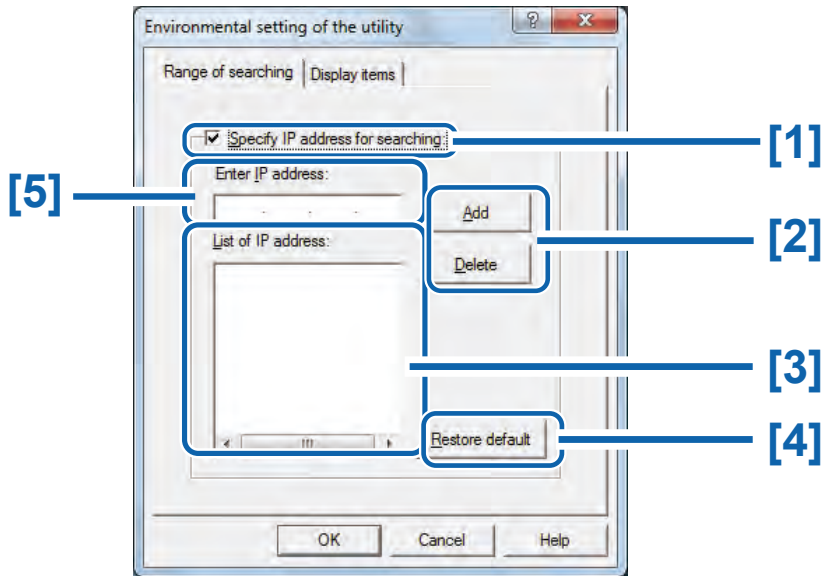 Environmental setting of the utility
Range of searching Display items
Specify IP address for searching: [1]
[5] Enter IP address:
Add [2]
List of IP address:
Delete
[3]
Restore default [4]
OK Cancel Help